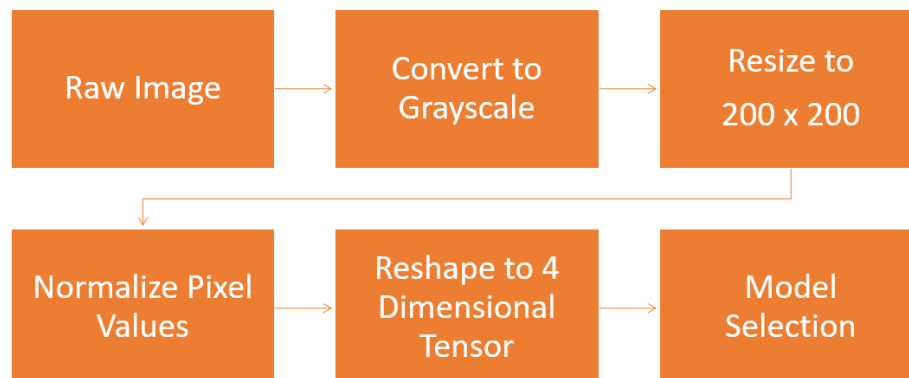 Raw Image
Convert to
Grayscale
Resize to
200 x 200
Normalize Pixel
Values
Reshape to 4
Dimensional
Tensor
Model
Selection